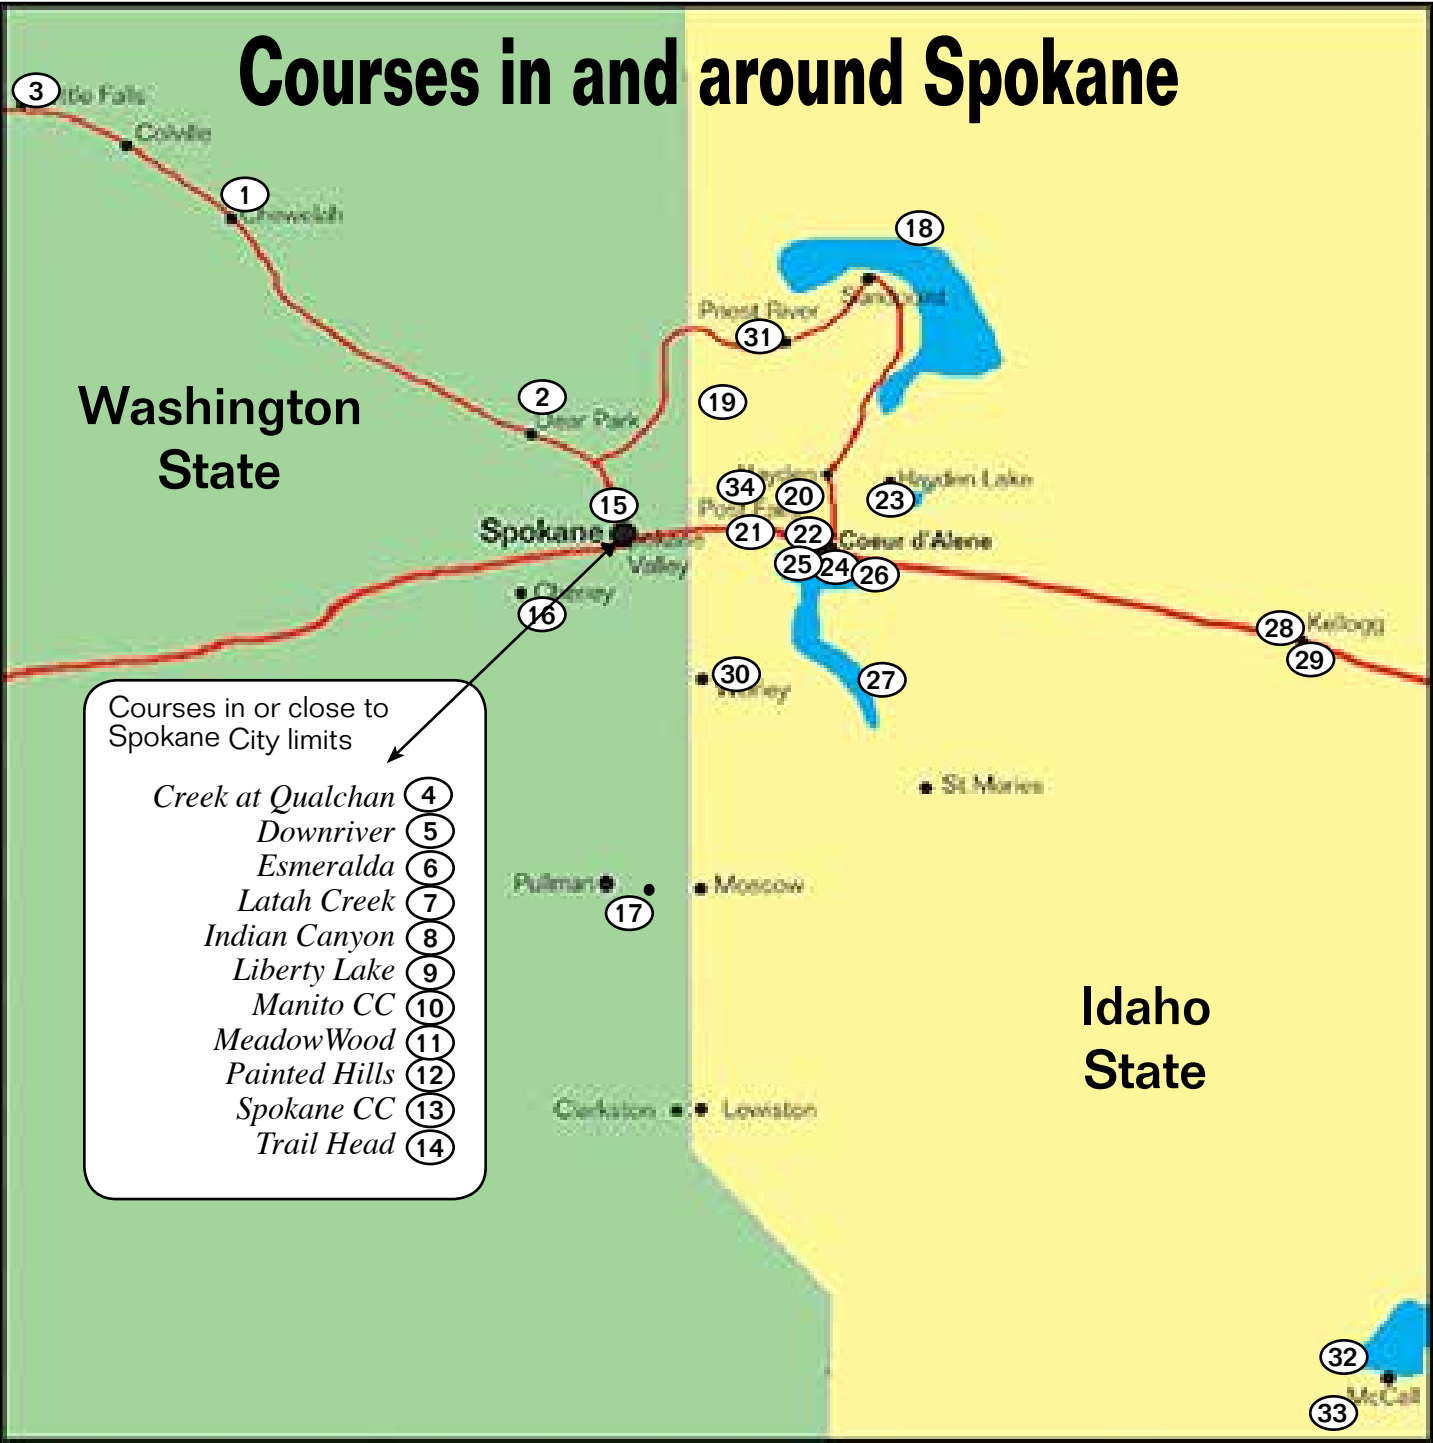 Courses in and around Spokane
3
Colville
1
Chewelah
18
Sandpoint
Priest River
31
2
Dear Park
19
Washington
State
Hayden
Hayden Lake
34
20
23
15
Spokane
Valley
21
22
Coeur d'Alene
25
24
26
Cheney
16
28
Kellogg
29
30
Worley
27
Courses in or close to
Spokane City limits
Creek at Qualchan 4
Downriver 5
Esmeralda 6
Latah Creek 7
Indian Canyon 8
Liberty Lake 9
Manito CC 10
MeadowWood 11
Painted Hills 12
Spokane CC 13
Trail Head 14
St.Maries
Pullman
Moscow
17
Idaho
State
Clarkston
Lewiston
32
McCall
33